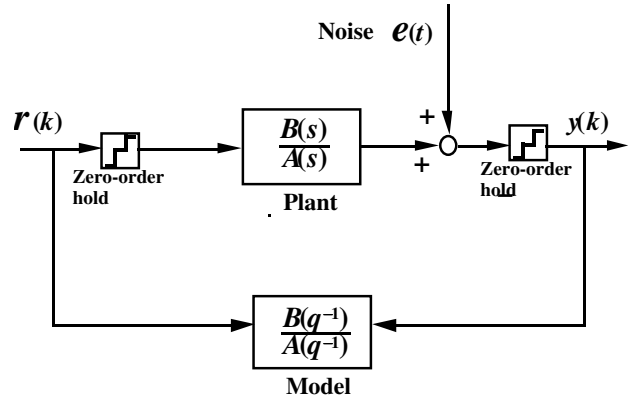 Noise e(t)
r(k)
+
y(k)
B(s)
A(s)
+
Zero-order
hold
Plant
Zero-order
hold
B(q⁻¹)
A(q⁻¹)
Model